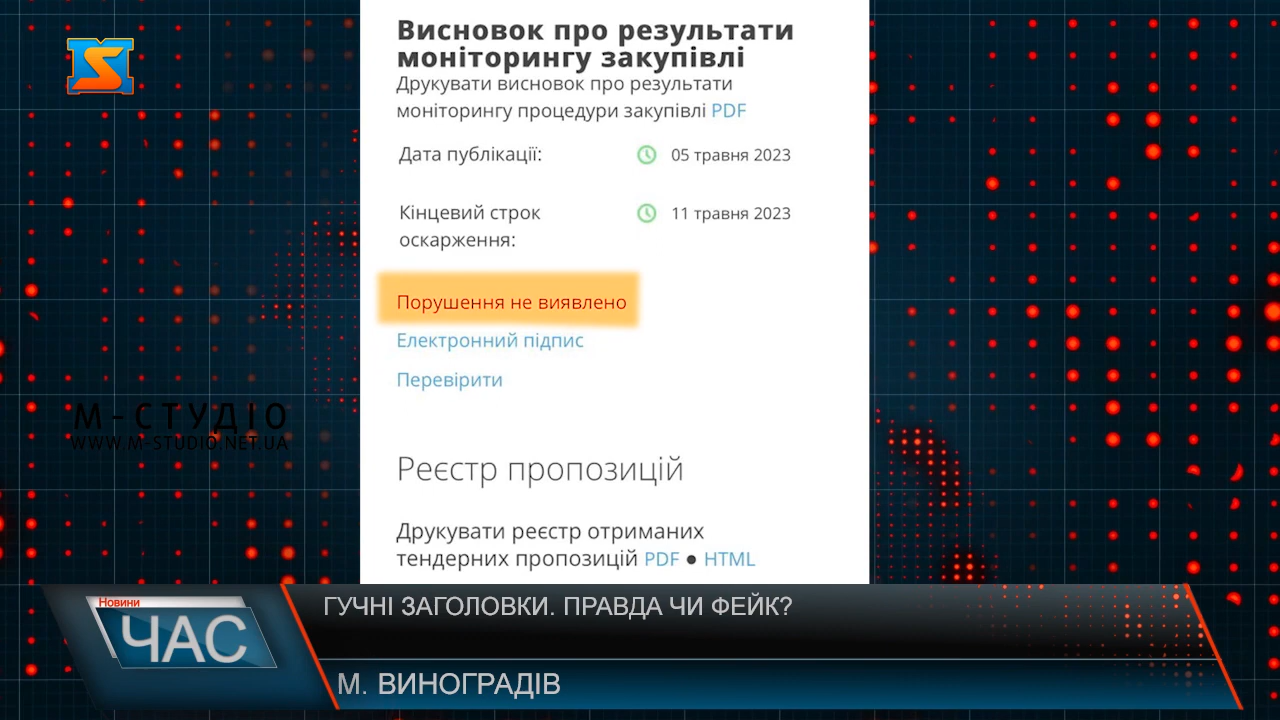 Висновок про результати
моніторингу закупівлі
Друкувати висновок про результати
моніторингу процедури закупівлі PDF
Дата публікації: 05 травня 2023
Кінцевий строк 11 травня 2023
оскарження:
Порушення не виявлено
Електронний підпис
Перевірити
М-СТУДІО
WWW.M-STUDIO.NET.UA
Реєстр пропозицій
Друкувати реєстр отриманих
тендерних пропозицій PDF ● HTML
Новини
ЧАС
ГУЧНІ ЗАГОЛОВКИ. ПРАВДА ЧИ ФЕЙК?
М. ВИНОГРАДІВ